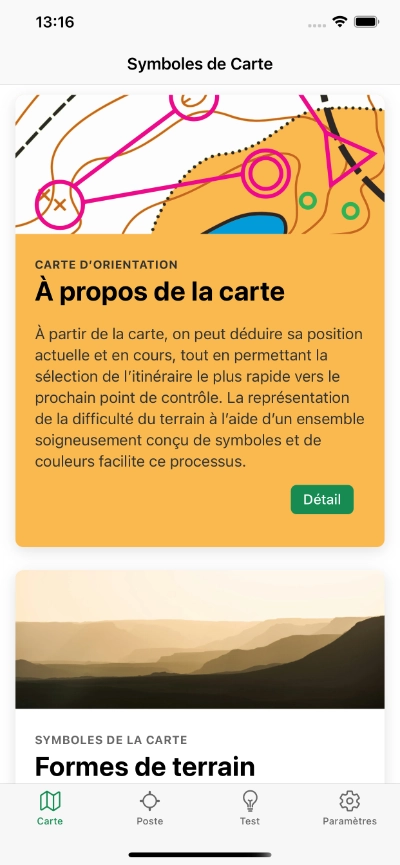 13:16
Symboles de Carte
CARTE D'ORIENTATION
À propos de la carte
À partir de la carte, on peut déduire sa position
actuelle et en cours, tout en permettant la
sélection de l'itinéraire le plus rapide vers le
prochain point de contrôle. La représentation
de la difficulté du terrain à l'aide d'un ensemble
soigneusement conçu de symboles et de
couleurs facilite ce processus.
Détail
SYMBOLES DE LA CARTE
Formes de terrain
Carte
Poste
Test
Paramètres